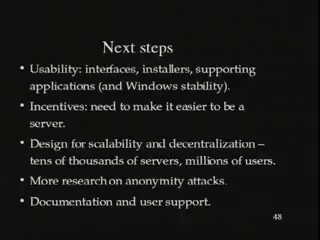 Next steps
• Usability: interfaces, installers, supporting
applications (and Windows stability).
• Incentives: need to make it easier to be a
server.
• Design for scalability and decentralization –
tens of thousands of servers, millions of users.
• More research on anonymity attacks.
• Documentation and user support.
48